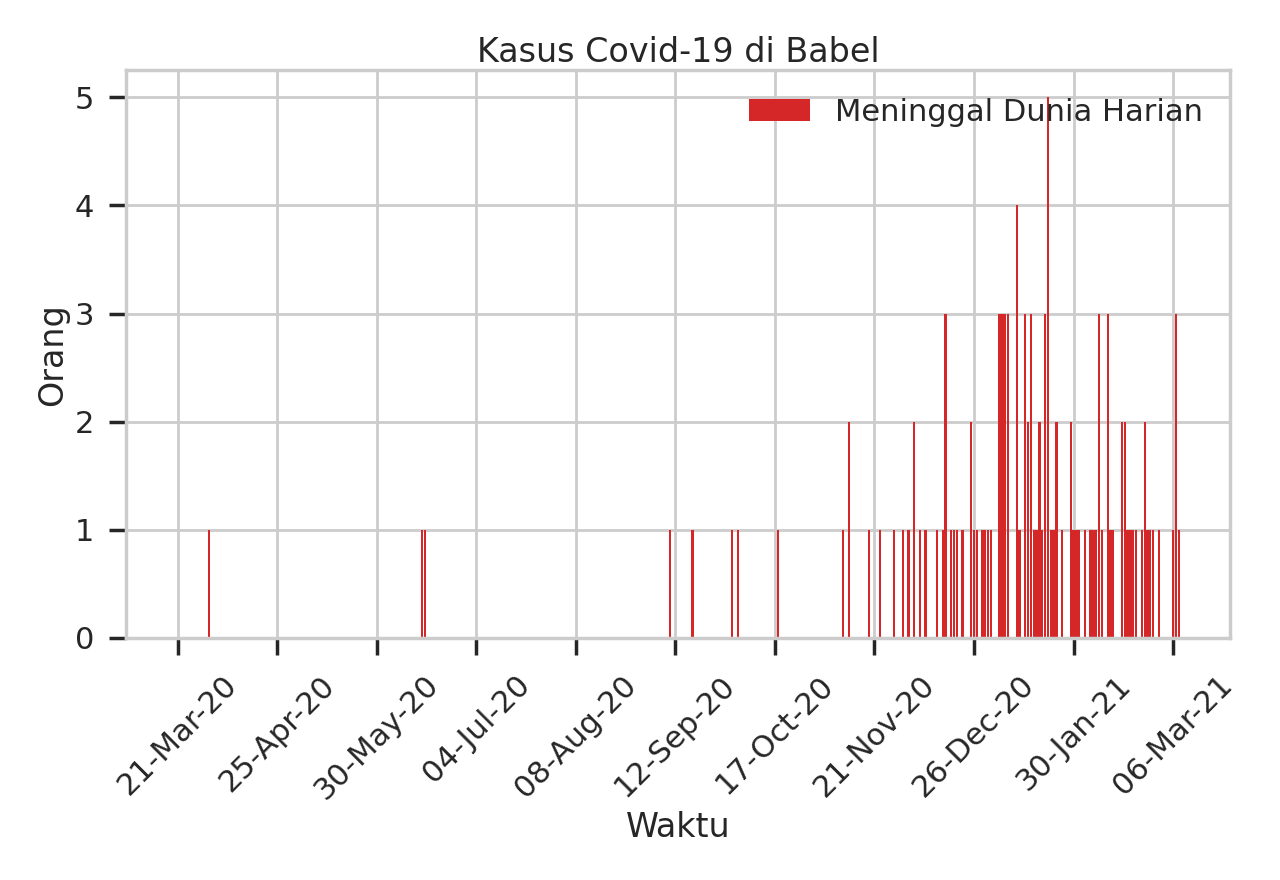 Kasus Covid-19 di Babel
Meninggal Dunia Harian
5
4
3
2
1
0
Orang
21-Mar-20
25-Apr-20
30-May-20
04-Jul-20
08-Aug-20
12-Sep-20
17-Oct-20
21-Nov-20
26-Dec-20
30-Jan-21
06-Mar-21
Waktu